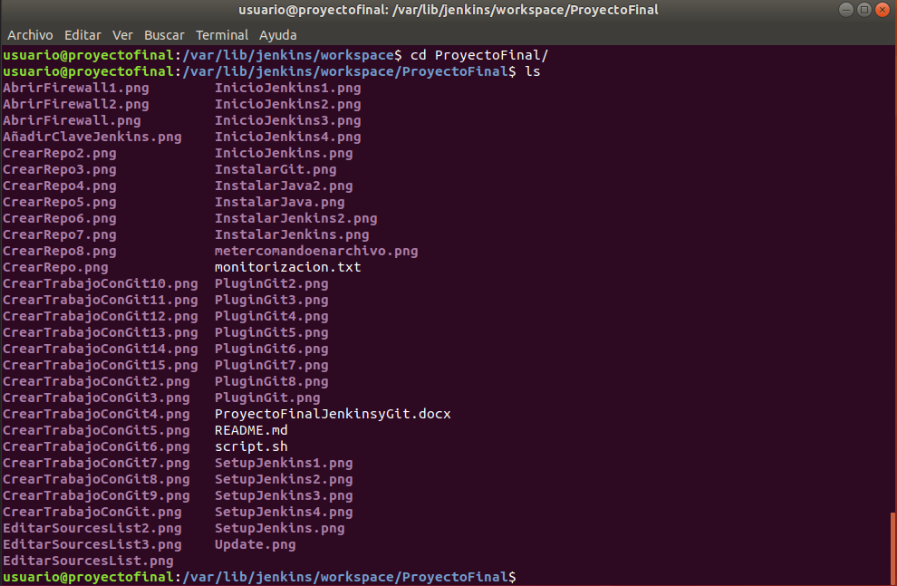 usuario@proyectofinal: /var/lib/jenkins/workspace/ProyectoFinal
Archivo Editar Ver Buscar Terminal Ayuda
usuario@proyectofinal:/var/lib/jenkins/workspace$ cd ProyectoFinal/
usuario@proyectofinal:/var/lib/jenkins/workspace/ProyectoFinal$ ls
AbrirFirewall1.png InicioJenkins1.png
AbrirFirewall2.png InicioJenkins2.png
AbrirFirewall.png InicioJenkins3.png
AñadirClaveJenkins.png InicioJenkins4.png
CrearRepo2.png InicioJenkins.png
CrearRepo3.png InstalarGit.png
CrearRepo4.png InstalarJava2.png
CrearRepo5.png InstalarJava.png
CrearRepo6.png InstalarJenkins2.png
CrearRepo7.png InstalarJenkins.png
CrearRepo8.png metercomandoenarchivo.png
CrearRepo.png monitorizacion.txt
CrearTrabajoConGit10.png PluginGit2.png
CrearTrabajoConGit11.png PluginGit3.png
CrearTrabajoConGit12.png PluginGit4.png
CrearTrabajoConGit13.png PluginGit5.png
CrearTrabajoConGit14.png PluginGit6.png
CrearTrabajoConGit15.png PluginGit7.png
CrearTrabajoConGit2.png PluginGit8.png
CrearTrabajoConGit3.png PluginGit.png
CrearTrabajoConGit4.png ProyectoFinalJenkinsyGit.docx
CrearTrabajoConGit5.png README.md
CrearTrabajoConGit6.png script.sh
CrearTrabajoConGit7.png SetupJenkins1.png
CrearTrabajoConGit8.png SetupJenkins2.png
CrearTrabajoConGit9.png SetupJenkins3.png
CrearTrabajoConGit.png SetupJenkins4.png
EditarSourcesList2.png SetupJenkins.png
EditarSourcesList3.png Update.png
EditarSourcesList.png
usuario@proyectofinal:/var/lib/jenkins/workspace/ProyectoFinal$